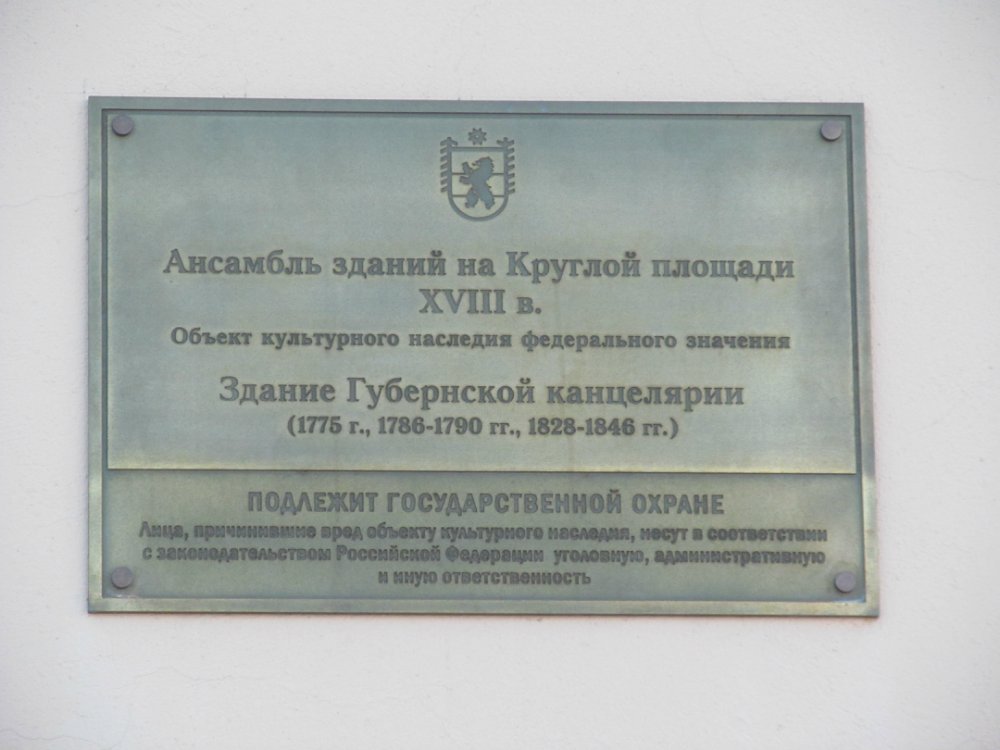 Ансамбль зданий на Круглой площади
XVIII в.
Объект культурного наследия федерального значения
Здание Губернской канцелярии
(1775 г., 1786-1790 гг., 1828-1846 гг.)
ПОДЛЕЖИТ ГОСУДАРСТВЕННОЙ ОХРАНЕ
Лица, причинившие вред объекту культурного наследия, несут в соответствии
с законодательством Российской Федерации уголовную, административную
и иную ответственность